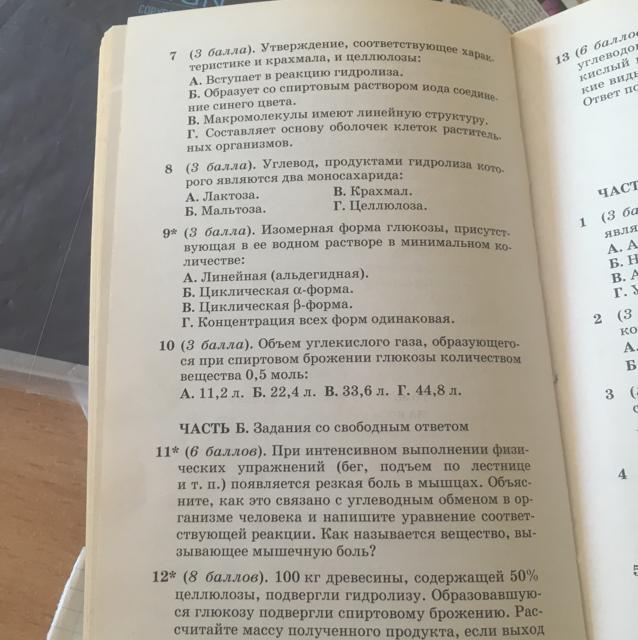 7 (3 балла). Утверждение, соответствующее харак-
теристике и крахмала, и целлюлозы:
А. Вступает в реакцию гидролиза.
Б. Образует со спиртовым раствором иода соедине-
ние синего цвета.
В. Макромолекулы имеют линейную структуру.
Г. Составляет основу оболочек клеток раститель-
ных организмов.
8 (3 балла). Углевод, продуктами гидролиза кото-
рого являются два моносахарида:
А. Лактоза. В. Крахмал.
Б. Мальтоза. Г. Целлюлоза.
9* (3 балла). Изомерная форма глюкозы, присутст-
вующая в ее водном растворе в минимальном ко-
личестве:
А. Линейная (альдегидная).
Б. Циклическая α-форма.
В. Циклическая β-форма.
Г. Концентрация всех форм одинаковая.
10 (3 балла). Объем углекислого газа, образующего-
ся при спиртовом брожении глюкозы количеством
вещества 0,5 моль:
А. 11,2 л. Б. 22,4 л. В. 33,6 л. Г. 44,8 л.
ЧАСТЬ Б. Задания со свободным ответом
11* (6 баллов). При интенсивном выполнении физи-
ческих упражнений (бег, подъем по лестнице
и т. п.) появляется резкая боль в мышцах. Объяс-
ните, как это связано с углеводным обменом в ор-
ганизме человека и напишите уравнение соответ-
ствующей реакции. Как называется вещество, вы-
зывающее мышечную боль?
12* (8 баллов). 100 кг древесины, содержащей 50%
целлюлозы, подвергли гидролизу. Образовавшую-
ся глюкозу подвергли спиртовому брожению. Рас-
считайте массу полученного продукта, если выход
13 (6 баллов
углеводо
кислый
кие вид
Ответ по
ЧАСТ
1 (3 ба
явля
А. А
Б. Н
В. А
Г. У
2 (3
ко
А.
Б
3
4